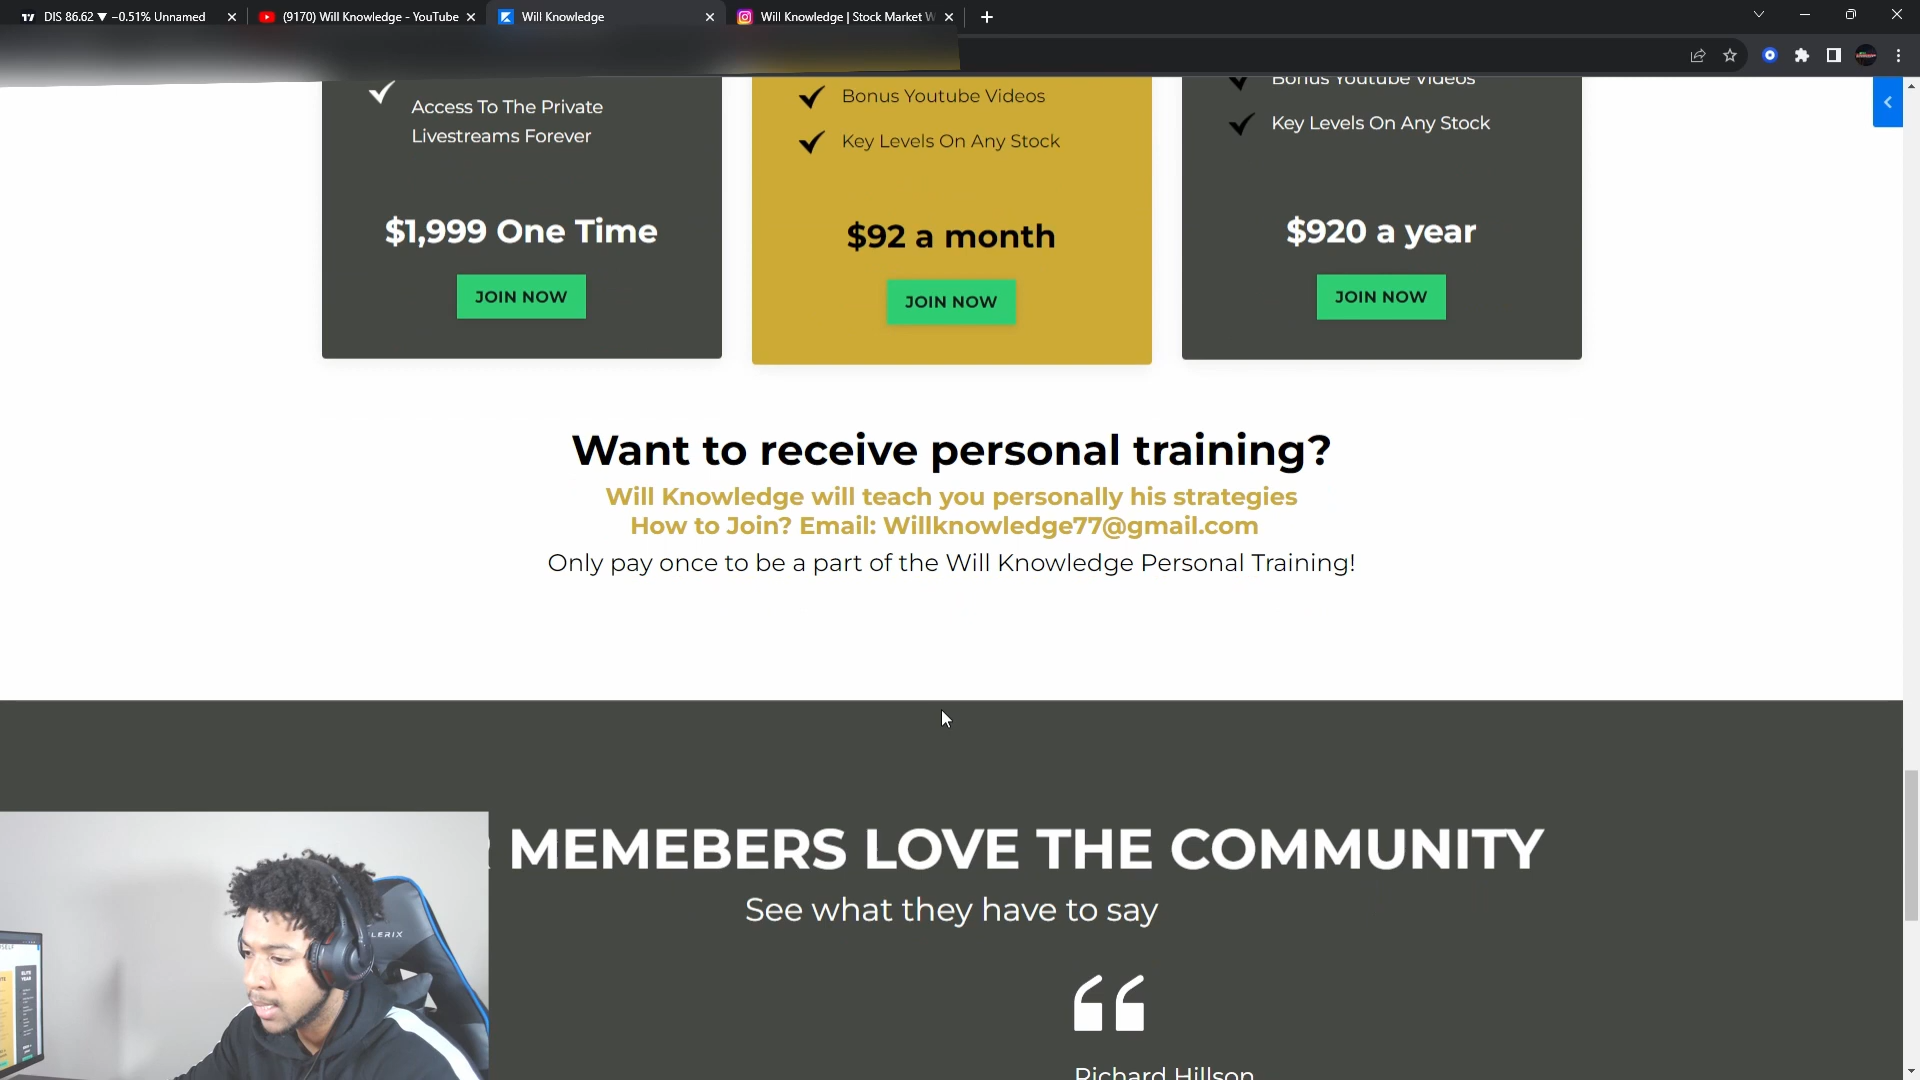 DIS 86.62 ▼ −0.51% Unnamed
(9170) Will Knowledge - YouTube
Will Knowledge
Will Knowledge | Stock Market W
Access To The Private
Livestreams Forever
$1,999 One Time
JOIN NOW
Bonus Youtube Videos
Key Levels On Any Stock
$92 a month
JOIN NOW
Bonus Youtube Videos
Key Levels On Any Stock
$920 a year
JOIN NOW
Want to receive personal training?
Will Knowledge will teach you personally his strategies
How to Join? Email: Willknowledge77@gmail.com
Only pay once to be a part of the Will Knowledge Personal Training!
MEMEBERS LOVE THE COMMUNITY
See what they have to say
“
Richard Hillson